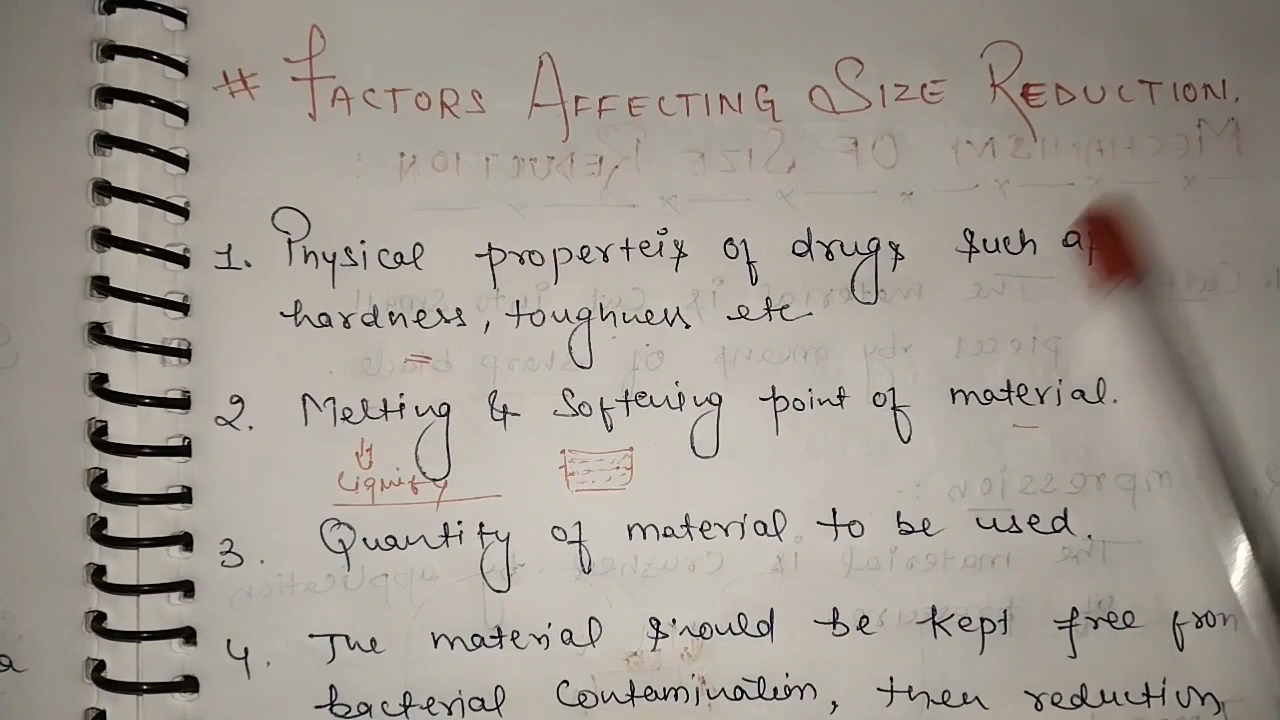 # FACTORS AFFECTING SIZE REDUCTION.
1. Physical properteis of drugs such as
hardness, toughness etc
2. Melting & Softening point of material.
Liquify
3. Quantity of material to be used.
4. The material should be kept free from
bacterial contamination, then reduction